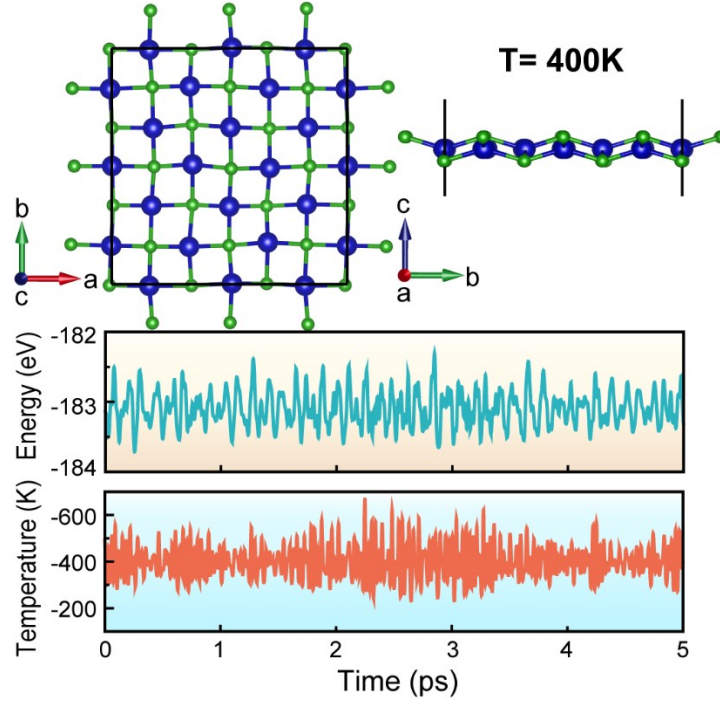 T= 400K
b
a
c
c
b
a
Energy (eV)
-182
-183
-184
Temperature (K)
-600
-400
-200
0 1 2 3 4 5
Time (ps)